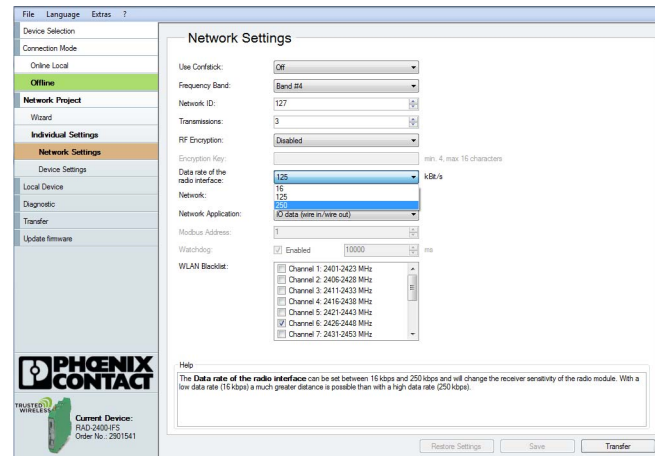 File Language Extras ?
Device Selection
Connection Mode
Online Local
Offline
Network Project
Wizard
Individual Settings
Network Settings
Device Settings
Local Device
Diagnostic
Transfer
Update firmware
PHŒNIX
CONTACT
TRUSTED
WIRELESS
Current Device:
RAD-2400-IFS
Order No.: 2901541
Network Settings
Use Confstick: Off
Frequency Band: Band #4
Network ID: 127
Transmissions: 3
RF Encryption: Disabled
Encryption Key: min. 4, max. 16 characters
Data rate of the
radio interface: 125 kBit/s
16
Network: 125
250
Network Application: IO data (wire in/wire out)
Modbus Address: 1
Watchdog: Enabled 10000 ms
WLAN Blacklist:
Channel 1: 2401-2423 MHz
Channel 2: 2406-2428 MHz
Channel 3: 2411-2433 MHz
Channel 4: 2416-2438 MHz
Channel 5: 2421-2443 MHz
Channel 6: 2426-2448 MHz
Channel 7: 2431-2453 MHz
Help
The Data rate of the radio interface can be set between 16 kbps and 250 kbps and will change the receiver sensitivity of the radio module. With a
low data rate (16 kbps) a much greater distance is possible than with a high data rate (250 kbps).
Restore Settings Save Transfer